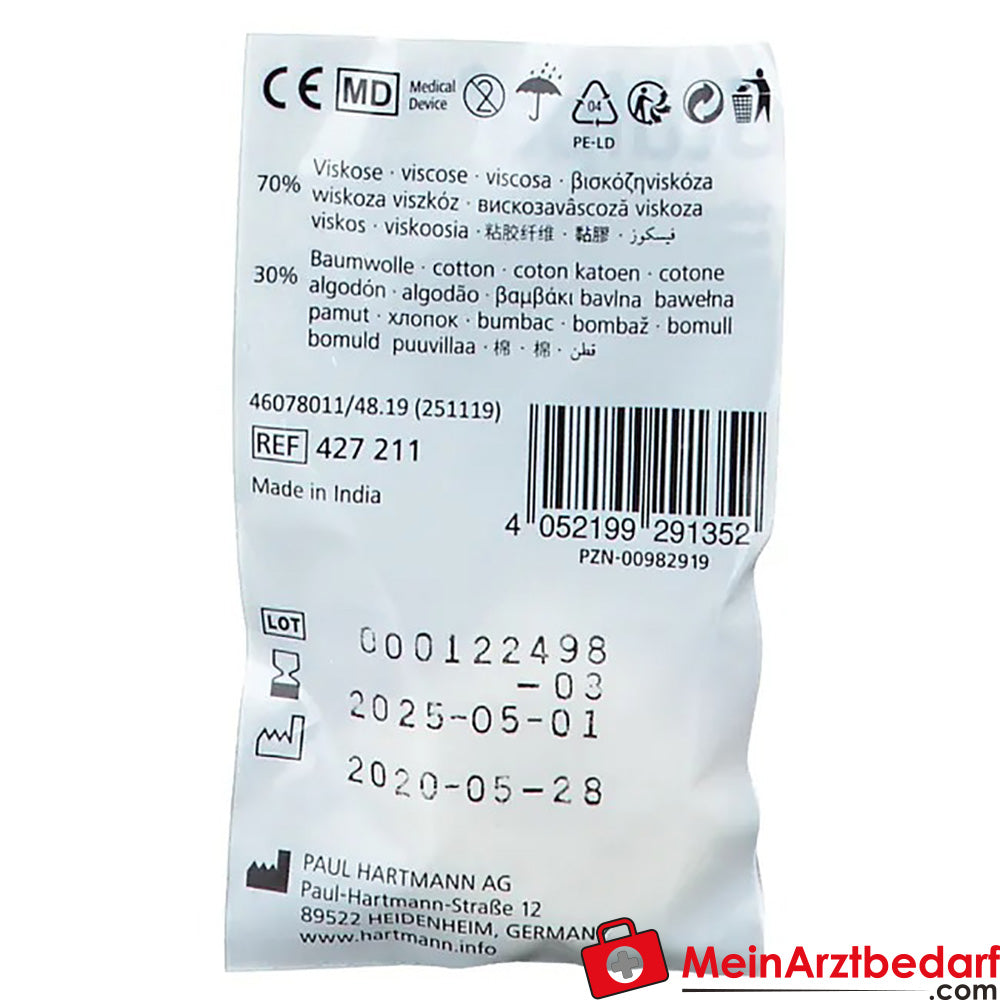 CE MD Medical
Device
2
04
PE-LD
70% Viskose · viscose · viscosa · βισκόζηviskóza
wiskoza viszkóz · вискозаvâscoză viskoza
viskos · viskoosia · 粘胶纤维 · 黏膠 · فيسكوز
30% Baumwolle · cotton · coton katoen · cotone
algodón · algodão · βαμβάκι bavlna bawełna
pamut · хлопок · bumbac · bombaž · bomull
bomuld puuvillaa · 棉 · 棉 · قطن
46078011/48.19 (251119)
REF 427 211
Made in India
4 052199 291352
PZN-00982919
LOT 000122498
-03
2025-05-01
2020-05-28
PAUL HARTMANN AG
Paul-Hartmann-Straße 12
89522 HEIDENHEIM, GERMAN
www.hartmann.info
MeinArztbedarf
.com